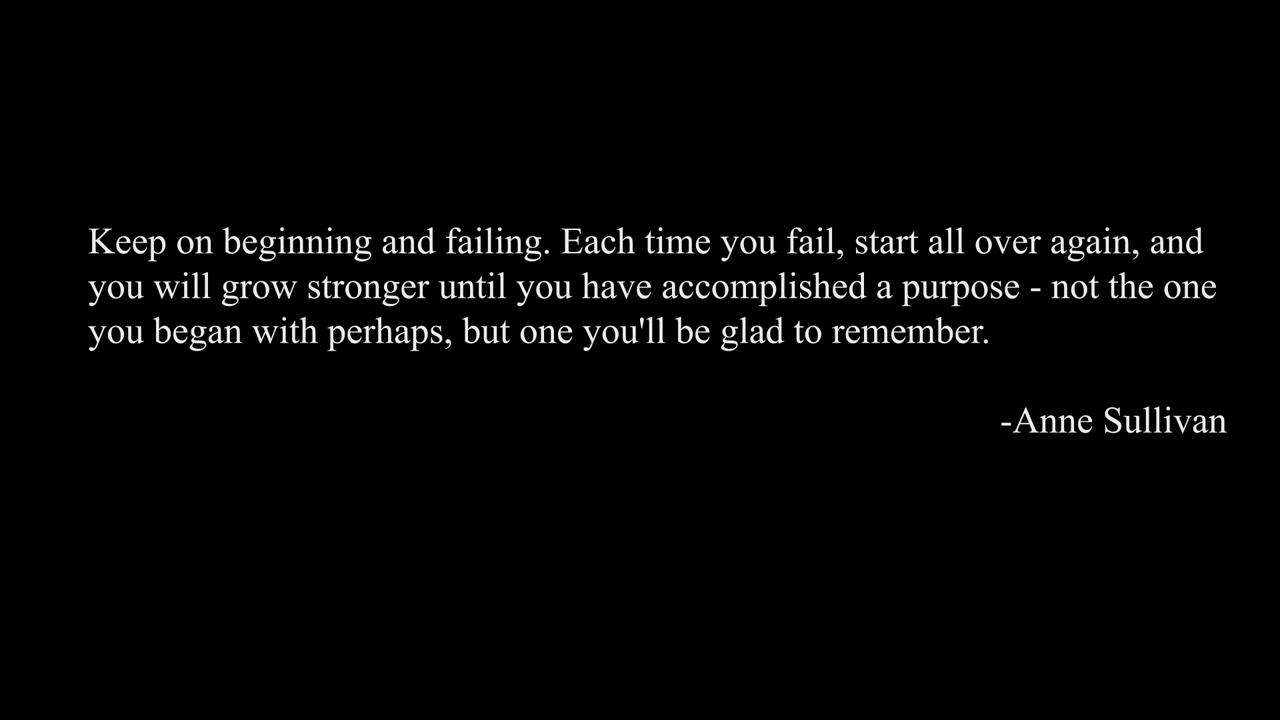 Keep on beginning and failing. Each time you fail, start all over again, and
you will grow stronger until you have accomplished a purpose - not the one
you began with perhaps, but one you'll be glad to remember.
-Anne Sullivan